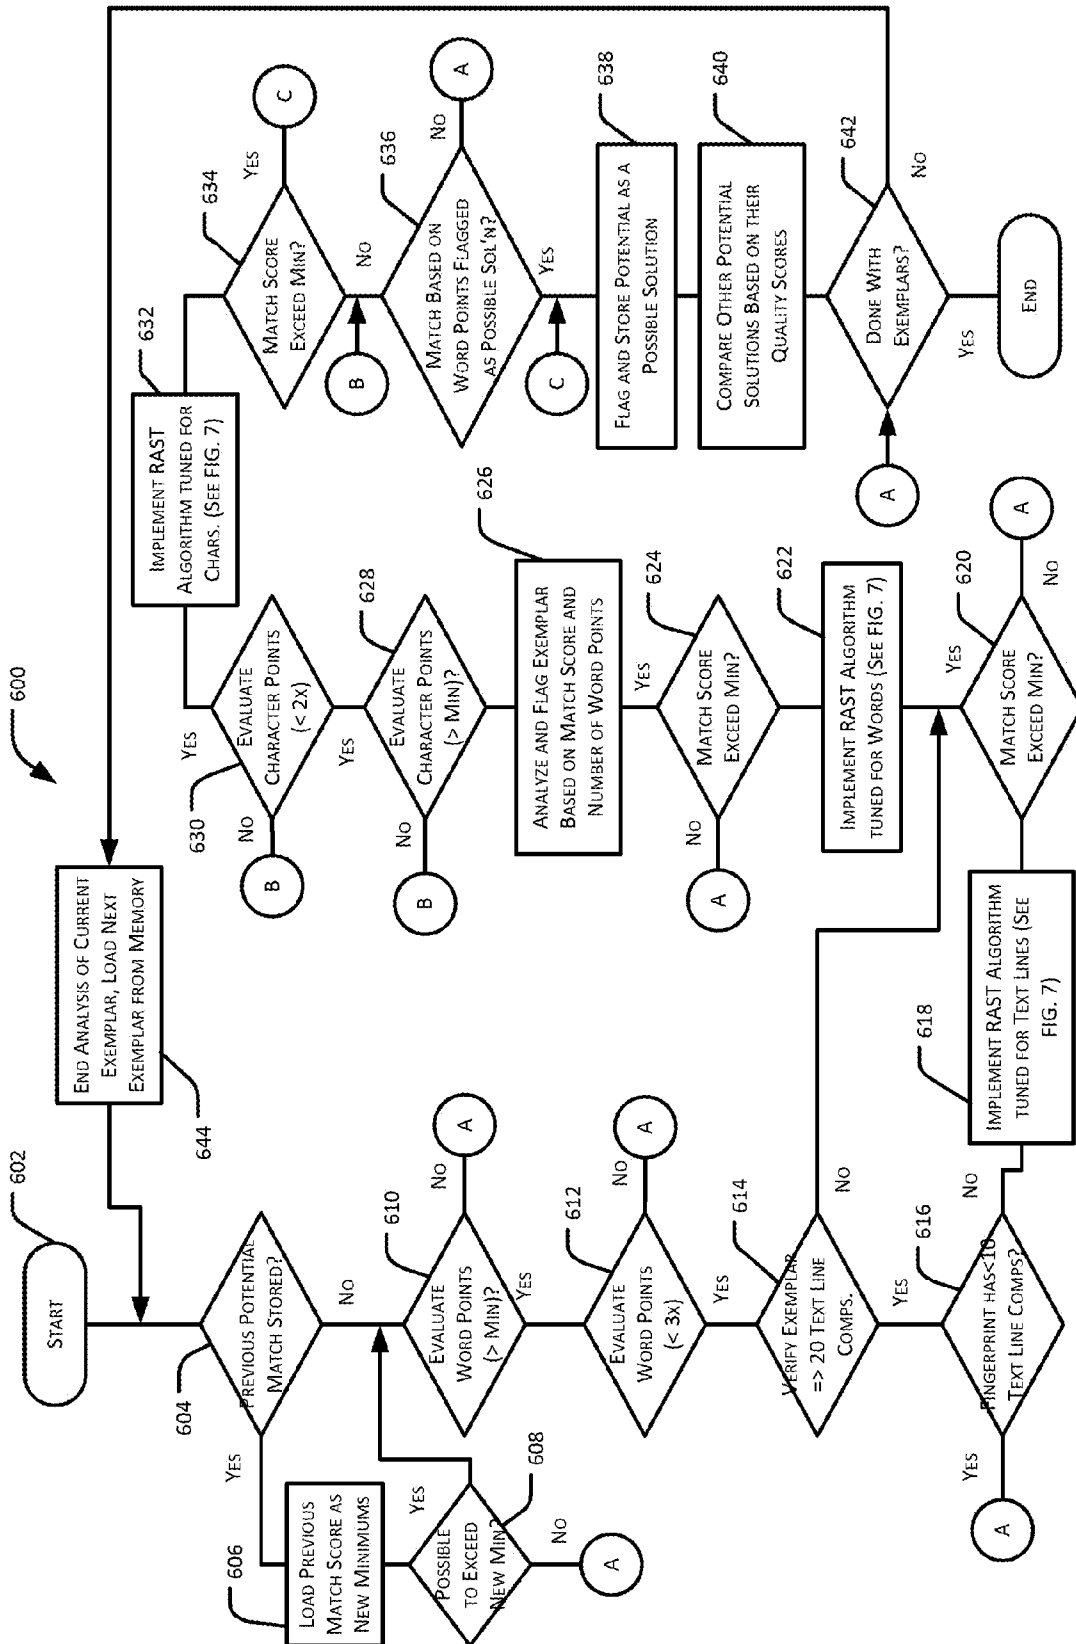 600
602
START
604
PREVIOUS POTENTIAL
MATCH STORED?
YES
NO
606
LOAD PREVIOUS
MATCH SCORE AS
NEW MINIMUMS
608
POSSIBLE
TO EXCEED
NEW MIN?
YES
NO
A
610
EVALUATE
WORD POINTS
(> MIN)?
NO
A
YES
612
EVALUATE
WORD POINTS
(< 3X)
NO
A
YES
614
VERIFY EXEMPLAR
=> 20 TEXT LINE
COMPS.
NO
YES
616
FINGERPRINT HAS<10
TEXT LINE COMPS?
YES
A
NO
618
IMPLEMENT RAST ALGORITHM
TUNED FOR TEXT LINES (SEE
FIG. 7)
620
MATCH SCORE
EXCEED MIN?
NO
A
YES
622
IMPLEMENT RAST ALGORITHM
TUNED FOR WORDS (SEE FIG. 7)
624
MATCH SCORE
EXCEED MIN?
NO
A
YES
626
ANALYZE AND FLAG EXEMPLAR
BASED ON MATCH SCORE AND
NUMBER OF WORD POINTS
628
EVALUATE
CHARACTER POINTS
(> MIN)?
NO
B
YES
630
EVALUATE
CHARACTER POINTS
(< 2X)
NO
B
YES
632
IMPLEMENT RAST
ALGORITHM TUNED FOR
CHARS. (SEE FIG. 7)
634
MATCH SCORE
EXCEED MIN?
YES
C
NO
B
636
MATCH BASED ON
WORD POINTS FLAGGED
AS POSSIBLE SOL'N?
NO
A
YES
C
638
FLAG AND STORE POTENTIAL AS A
POSSIBLE SOLUTION
640
COMPARE OTHER POTENTIAL
SOLUTIONS BASED ON THEIR
QUALITY SCORES
642
DONE WITH
EXEMPLARS?
A
NO
YES
END
644
END ANALYSIS OF CURRENT
EXEMPLAR, LOAD NEXT
EXEMPLAR FROM MEMORY